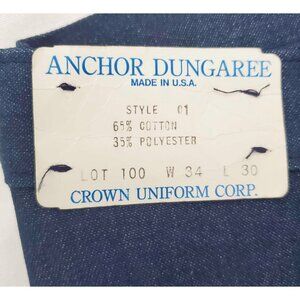 ANCHOR DUNGAREE
MADE IN U.S.A.
STYLE 01
65% COTTON
35% POLYESTER
LOT 100 W 34 L 30
CROWN UNIFORM CORP.